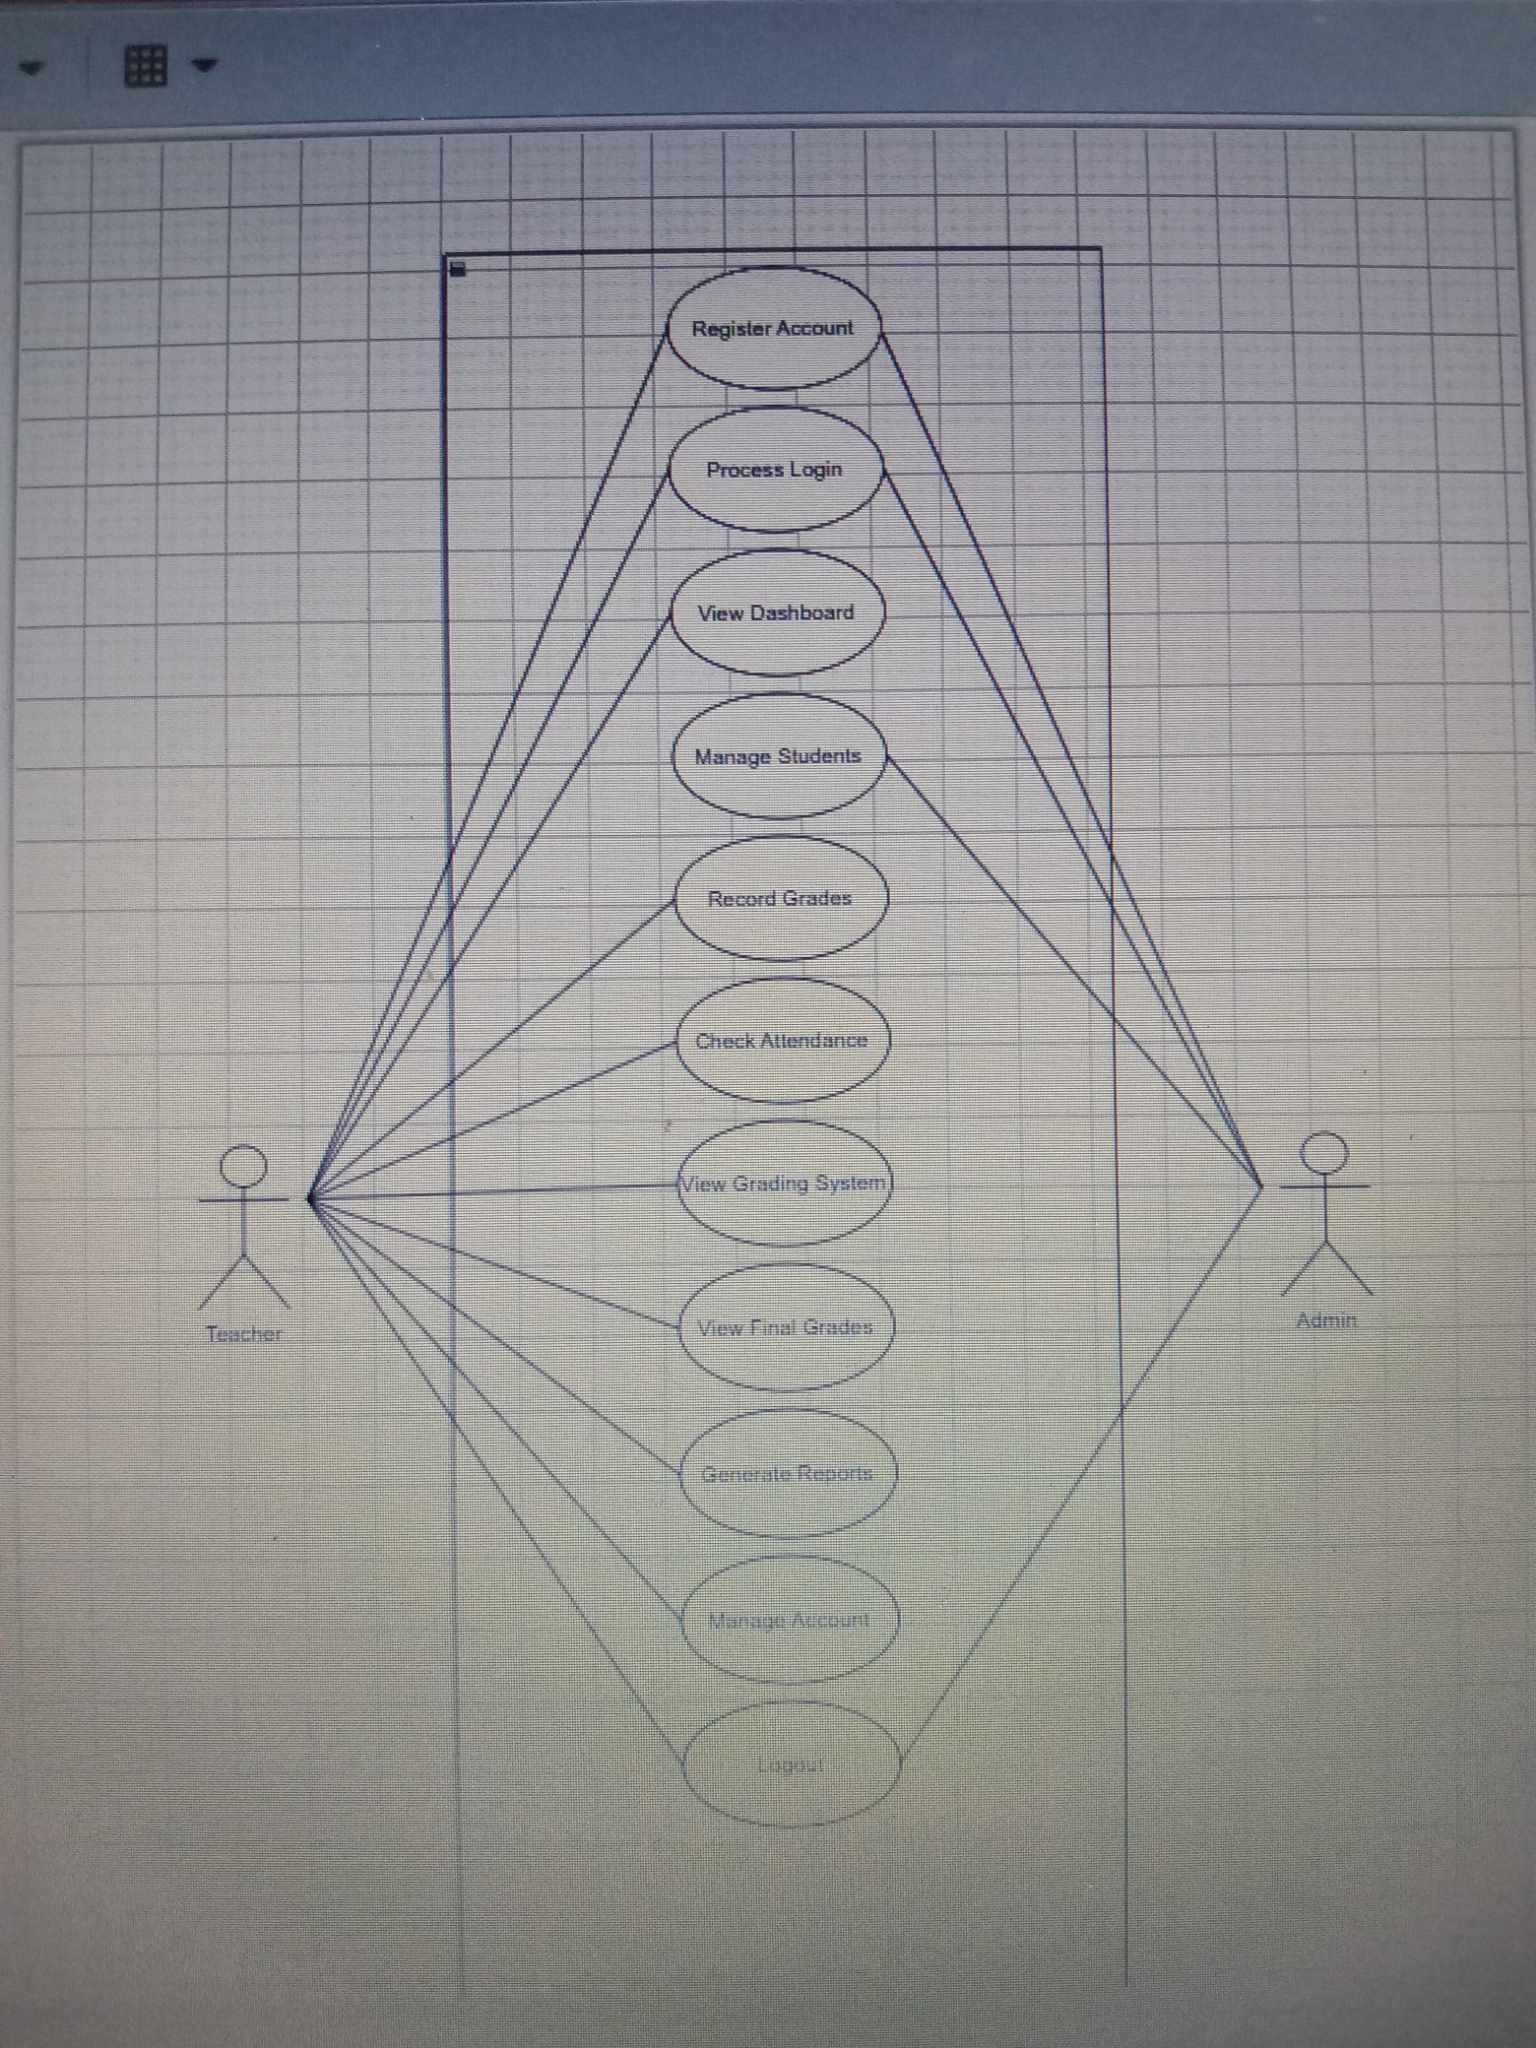 Register Account
Process Login
View Dashboard
Manage Students
Record Grades
Check Attendance
View Grading System
View Final Grades
Generate Reports
Manage Account
Logout
Teacher
Admin